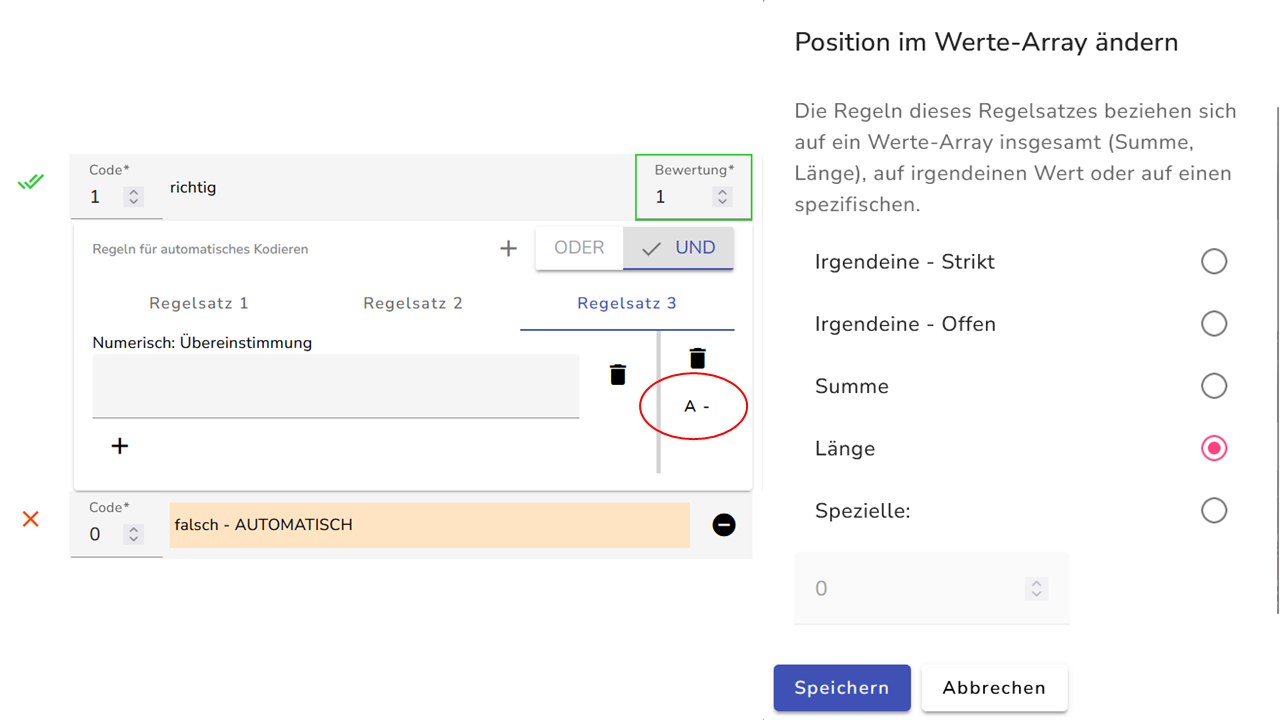 Code*
1
richtig
Bewertung*
1
Regeln für automatisches Kodieren
ODER
UND
Regelsatz 1
Regelsatz 2
Regelsatz 3
Numerisch: Übereinstimmung
A -
Code*
0
falsch - AUTOMATISCH
Position im Werte-Array ändern
Die Regeln dieses Regelsatzes beziehen sich
auf ein Werte-Array insgesamt (Summe,
Länge), auf irgendeinen Wert oder auf einen
spezifischen.
Irgendeine - Strikt
Irgendeine - Offen
Summe
Länge
Spezielle:
0
Speichern
Abbrechen